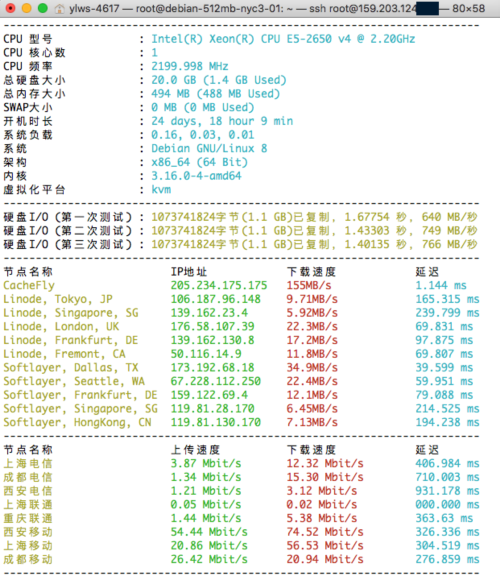 ylws-4617 — root@debian-512mb-nyc3-01: ~ — ssh root@159.203.124 — 80×58
CPU 型号 : Intel(R) Xeon(R) CPU E5-2650 v4 @ 2.20GHz
CPU 核心数 : 1
CPU 频率 : 2199.998 MHz
总硬盘大小 : 20.0 GB (1.4 GB Used)
总内存大小 : 494 MB (488 MB Used)
SWAP大小 : 0 MB (0 MB Used)
开机时长 : 24 days, 18 hour 9 min
系统负载 : 0.16, 0.03, 0.01
系统 : Debian GNU/Linux 8
架构 : x86_64 (64 Bit)
内核 : 3.16.0-4-amd64
虚拟化平台 : kvm
硬盘I/O (第一次测试) : 1073741824字节(1.1 GB)已复制, 1.67754 秒, 640 MB/秒
硬盘I/O (第二次测试) : 1073741824字节(1.1 GB)已复制, 1.43303 秒, 749 MB/秒
硬盘I/O (第三次测试) : 1073741824字节(1.1 GB)已复制, 1.40135 秒, 766 MB/秒
节点名称 IP地址 下载速度 延迟
CacheFly 205.234.175.175 155MB/s 1.144 ms
Linode, Tokyo, JP 106.187.96.148 9.71MB/s 165.315 ms
Linode, Singapore, SG 139.162.23.4 5.92MB/s 239.799 ms
Linode, London, UK 176.58.107.39 22.3MB/s 69.831 ms
Linode, Frankfurt, DE 139.162.130.8 17.2MB/s 97.875 ms
Linode, Fremont, CA 50.116.14.9 11.8MB/s 69.807 ms
Softlayer, Dallas, TX 173.192.68.18 34.9MB/s 39.599 ms
Softlayer, Seattle, WA 67.228.112.250 22.4MB/s 59.951 ms
Softlayer, Frankfurt, DE 159.122.69.4 12.1MB/s 79.088 ms
Softlayer, Singapore, SG 119.81.28.170 6.45MB/s 214.525 ms
Softlayer, HongKong, CN 119.81.130.170 7.13MB/s 194.238 ms
节点名称 上传速度 下载速度 延迟
上海电信 3.87 Mbit/s 12.32 Mbit/s 406.984 ms
成都电信 1.34 Mbit/s 15.30 Mbit/s 710.003 ms
西安电信 1.21 Mbit/s 3.12 Mbit/s 931.178 ms
上海联通 0.05 Mbit/s 0.02 Mbit/s 000.000 ms
重庆联通 1.44 Mbit/s 5.38 Mbit/s 363.63 ms
西安移动 54.44 Mbit/s 74.52 Mbit/s 326.336 ms
上海移动 20.86 Mbit/s 56.53 Mbit/s 304.519 ms
成都移动 26.42 Mbit/s 20.94 Mbit/s 276.859 ms